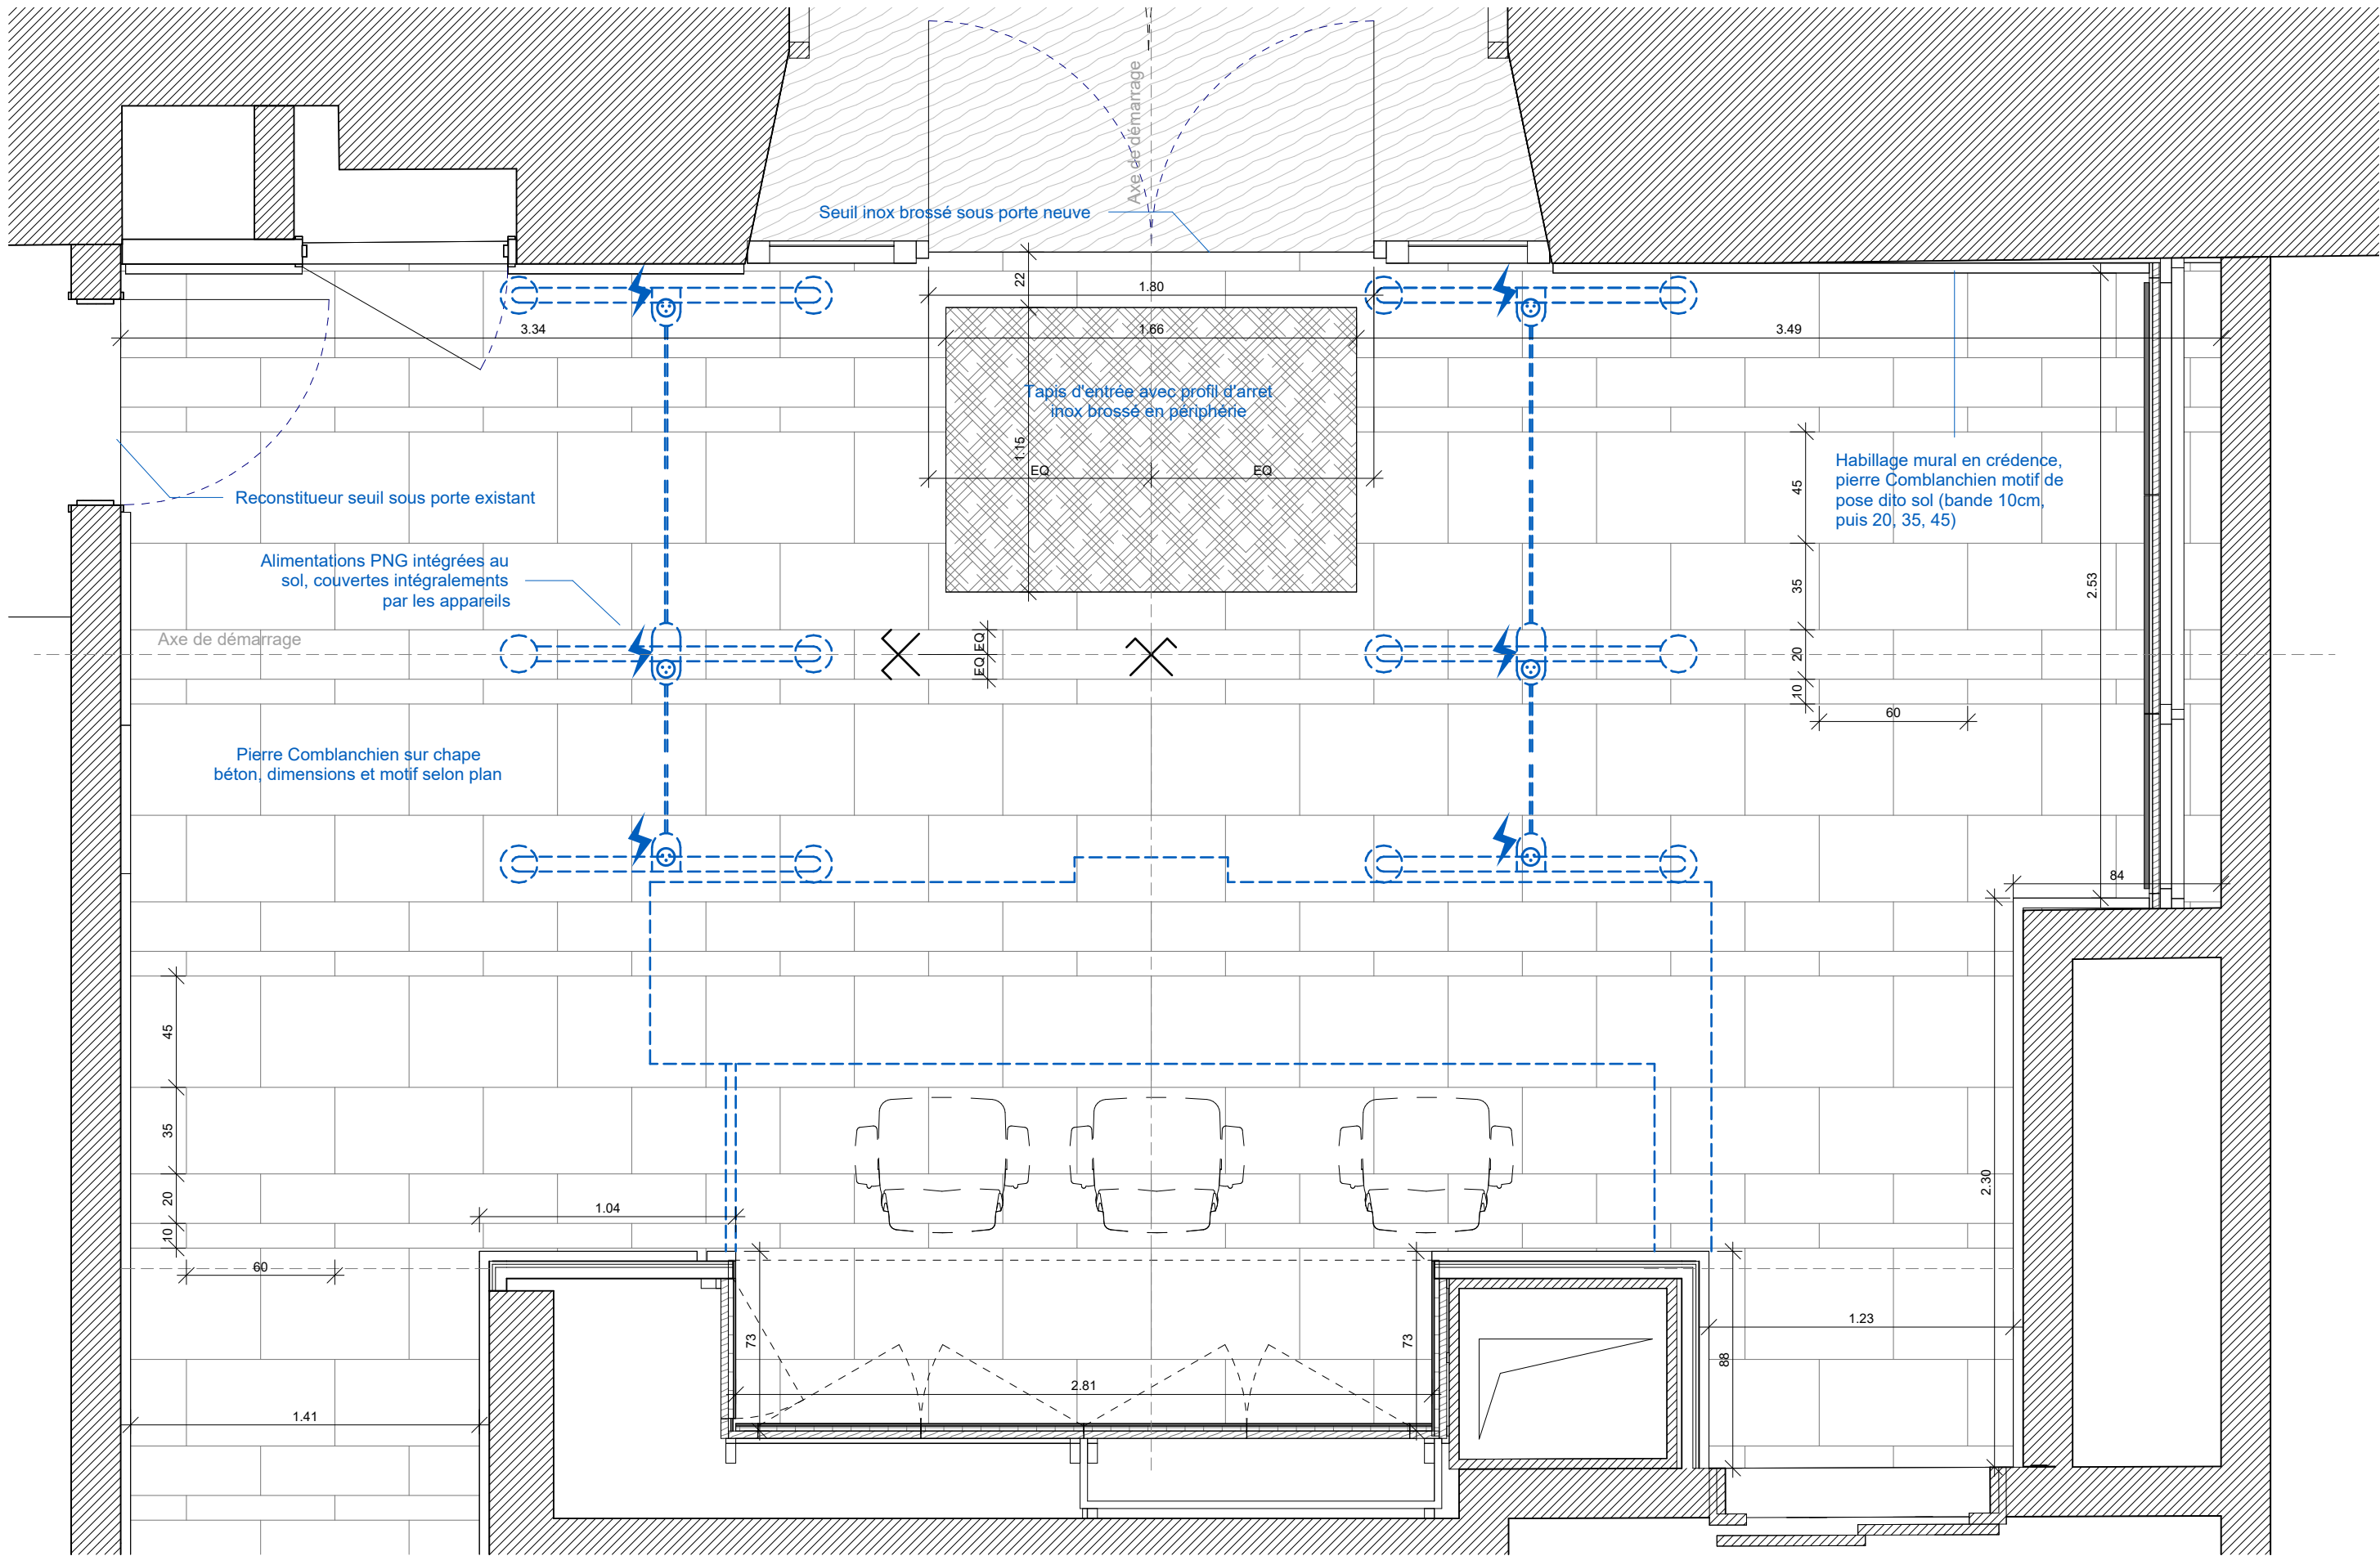 Axe de démarrage
Seuil inox brossé sous porte neuve
22
1.80
3.34
1.66
3.49
Tapis d'entrée avec profil d'arret
inox brossé en périphérie
1.15
EQ
EQ
Habillage mural en crédence,
pierre Comblanchien motif de
pose dito sol (bande 10cm,
puis 20, 35, 45)
45
35
20
10
60
2.53
Reconstitueur seuil sous porte existant
Alimentations PNG intégrées au
sol, couvertes intégralements
par les appareils
Axe de démarrage
EQ
EQ
Pierre Comblanchien sur chape
béton, dimensions et motif selon plan
84
45
35
20
10
60
1.04
2.30
73
73
88
1.23
2.81
1.41